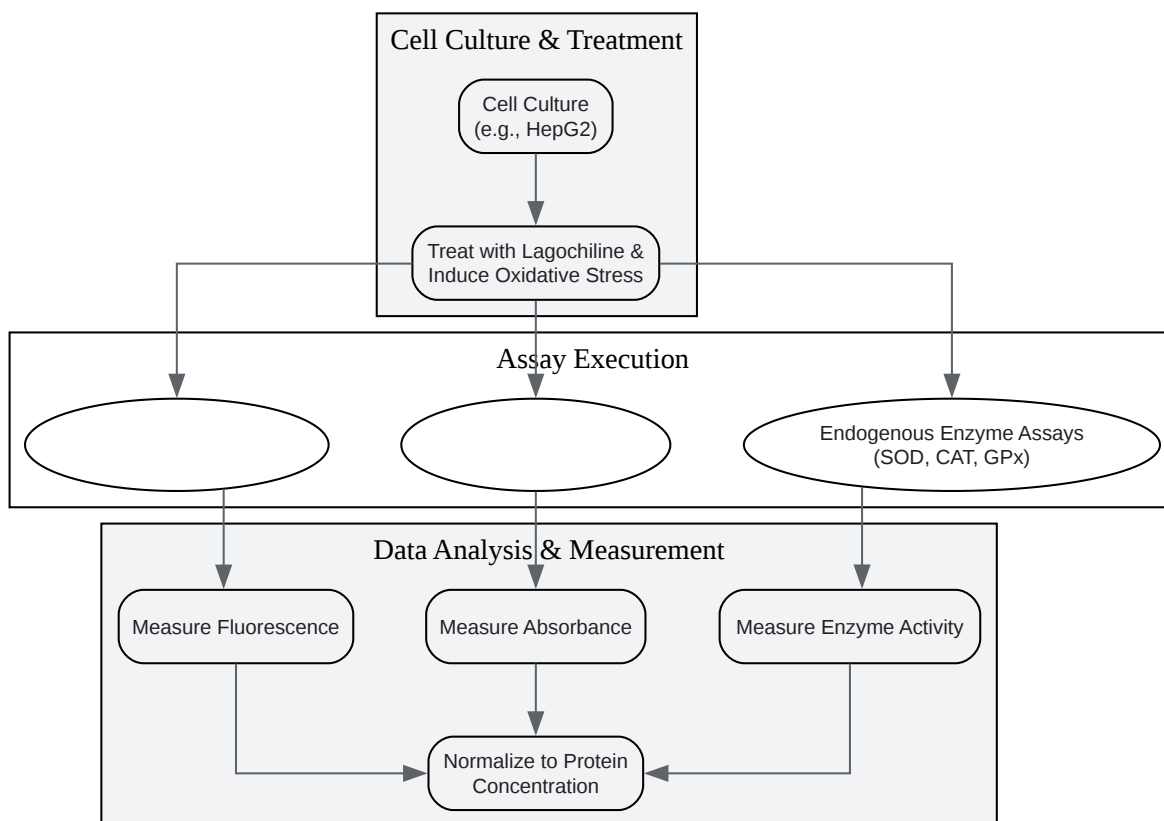 Cell Culture & Treatment
Cell Culture
(e.g., HepG2)
Treat with Lagochiline &
Induce Oxidative Stress
Assay Execution
Endogenous Enzyme Assays
(SOD, CAT, GPx)
Data Analysis & Measurement
Measure Fluorescence
Measure Absorbance
Measure Enzyme Activity
Normalize to Protein
Concentration